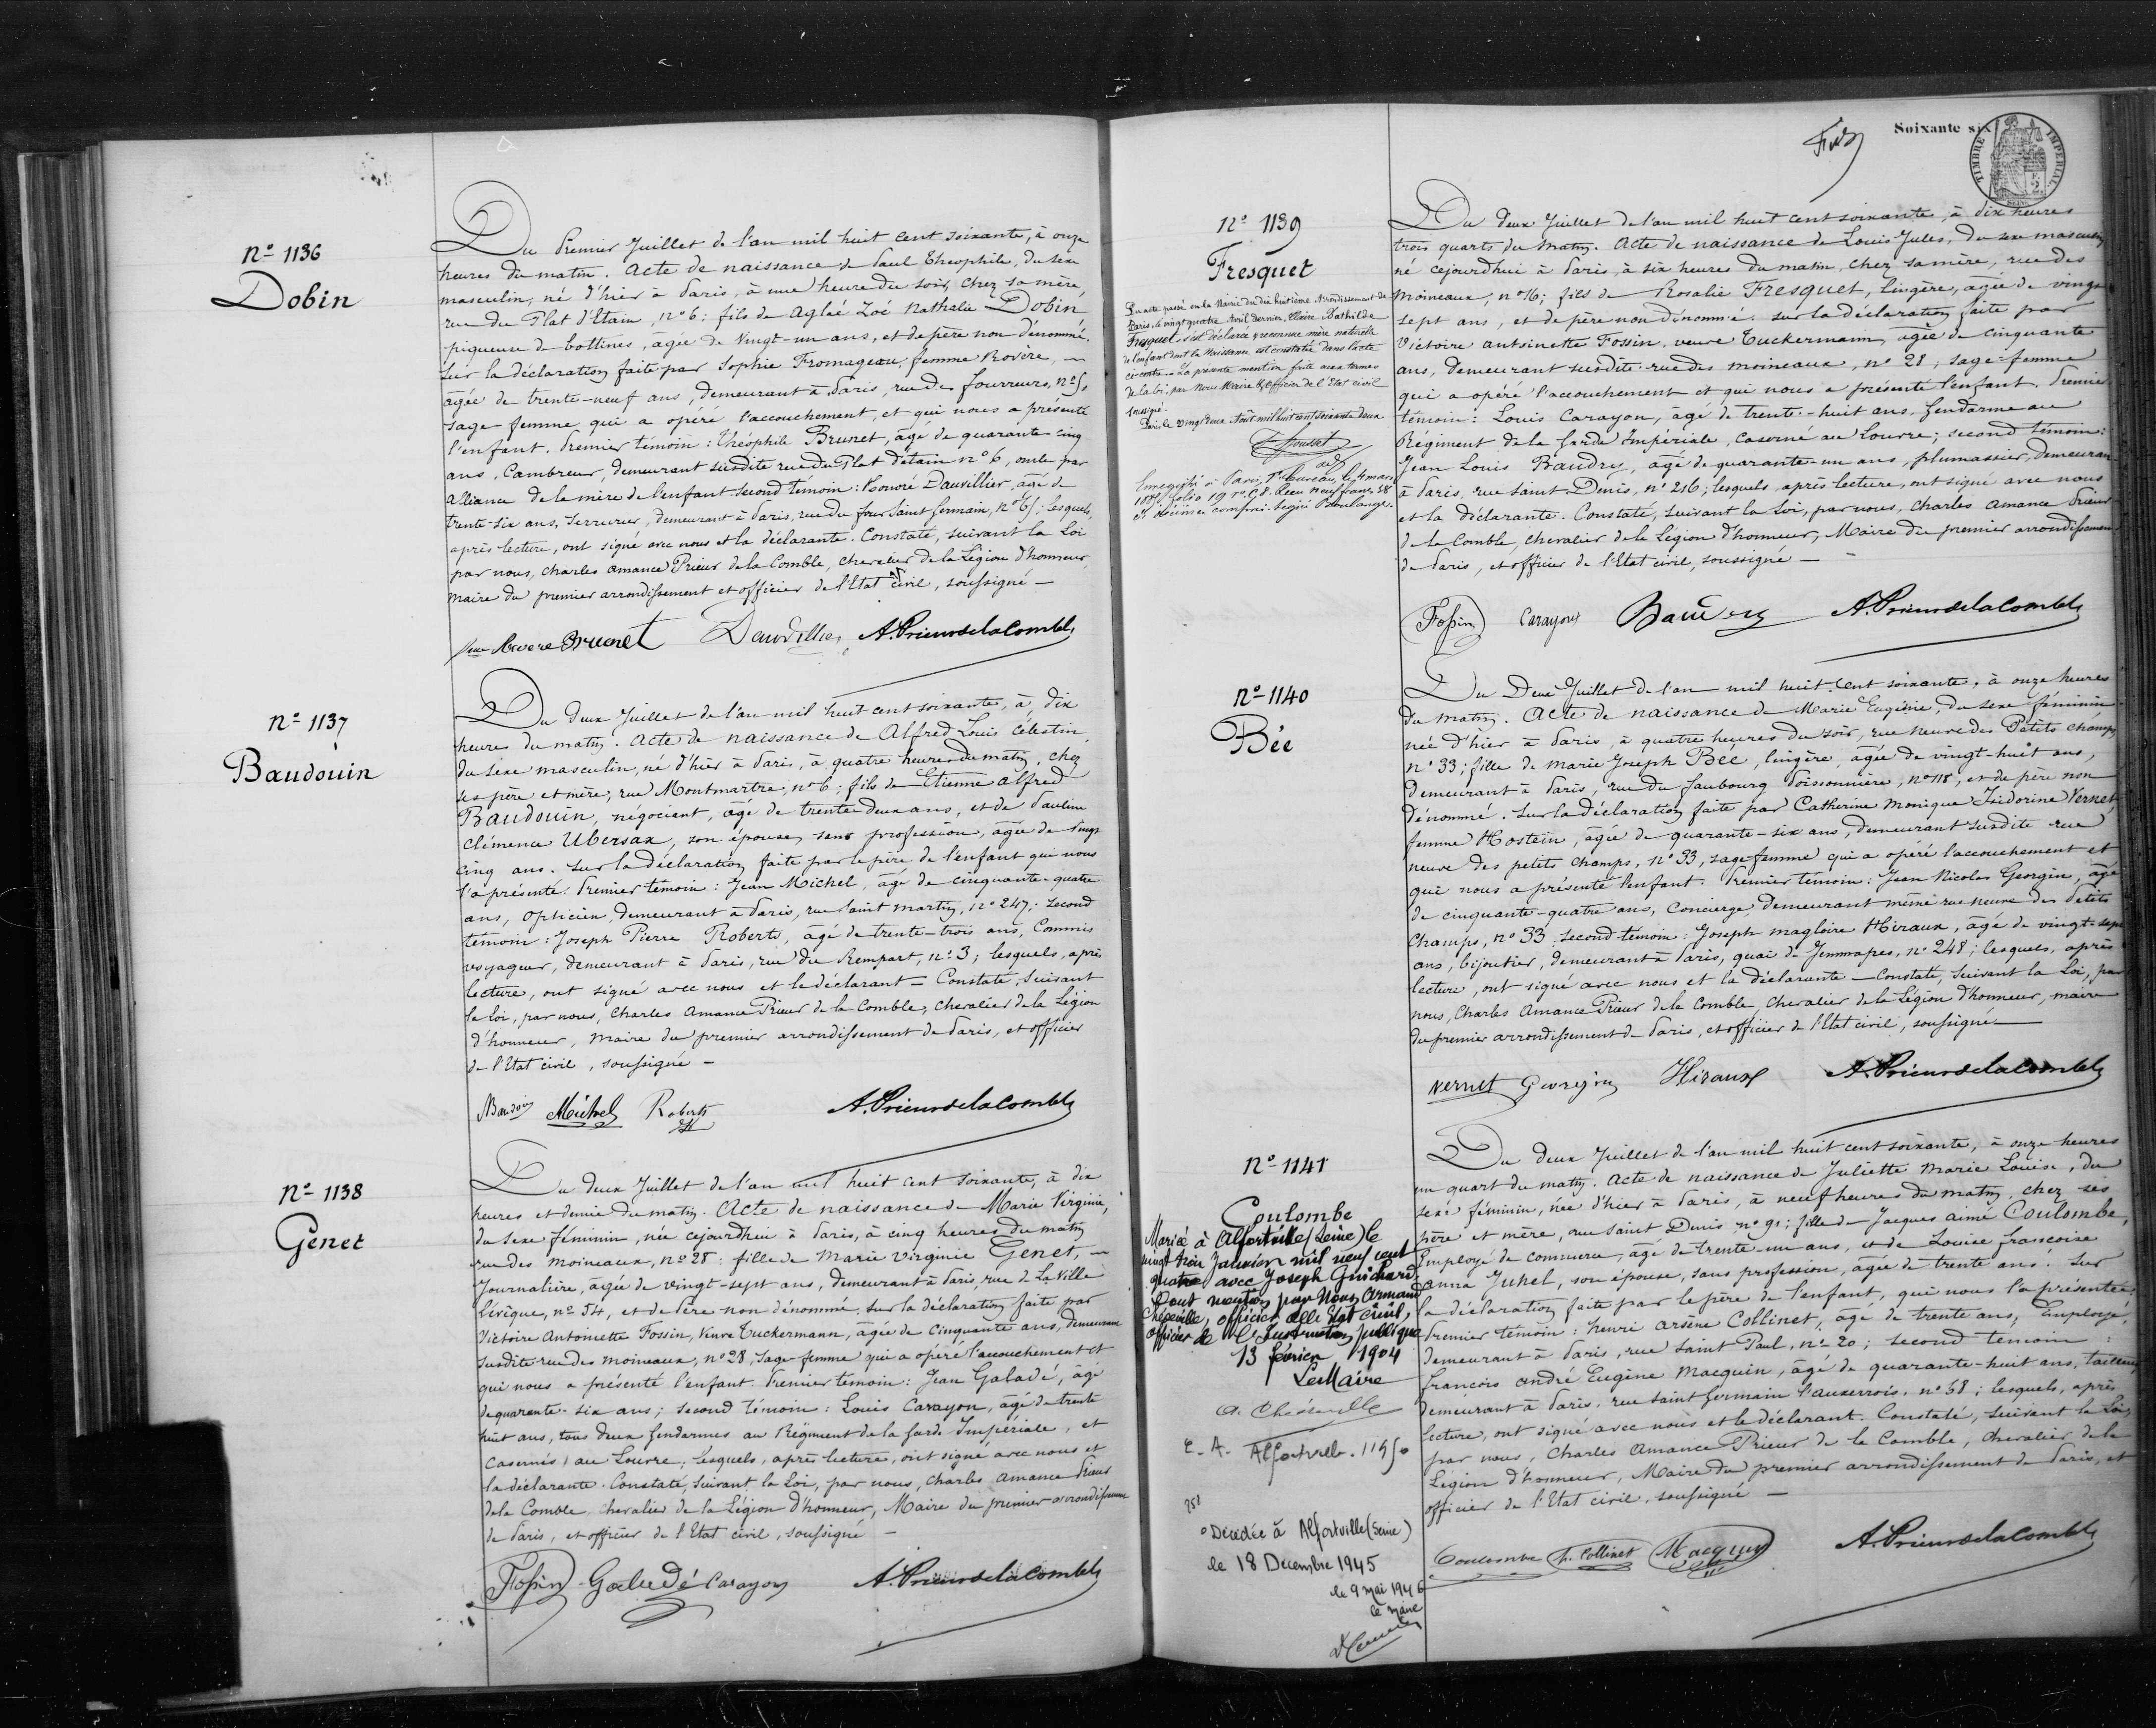 N° 1136
Dobin
Du Premier Juillet de l'an mil huit cent soixante, à onze
heures du matin. Acte de naissance de Paul Théophile, du sexe
masculin, né d'hier à Paris, à une heure du soir, chez sa mère,
rue du Plat d'Etain, n° 6: fils de Aglaé Zoé Nathalie Dobin,
piqueuse de bottines, agée de vingt-un ans, et de père non dénommé.
Sur la déclaration faite par Sophie Fromageau, femme Rovère, —
agée de trente-neuf ans, demeurant à Paris, rue des fourreurs, n° 5,
sage-femme qui a opéré l'accouchement, et qui nous a présenté
l'enfant. Premier témoin: Théophile Brunet, âgé de quarante-cinq
ans, Cambreur, demeurant susdite rue du Plat d'étain n° 6, oncle par
Alliance de la mère de l'enfant second témoin: Honoré Dauvillier, âgé de
trente-six ans, Serrurier, demeurant à Paris, rue du four Saint Germain, n° 61; lesquels,
après lecture, ont signé avec nous et la déclarante. Constaté, suivant la Loi
par nous, Charles Amance Prieur de la Comble, chevalier de la Légion d'honneur,
maire du premier arrondissement et officier de l'Etat civil, soussigné —
Rovere Brunet Dauvillier A. Prieur de la Comble
N° 1137
Baudouin
Du deux Juillet de l'an mil huit cent soixante, à dix
heures du matin. Acte de naissance de Alfred Louis Célestin,
du sexe masculin, né d'hier à Paris, à quatre heures du matin, chez
ses père et mère, rue Montmartre, n° 6; fils de Etienne Alfred
Baudouin, négociant, âgé de trente deux ans, et de Pauline
Clémence Ubersax, son épouse, sans profession, agée de vingt
cinq ans. Sur la déclaration faite par le père de l'enfant qui nous
l'a présenté. Premier témoin: Jean Michel, âgé de cinquante-quatre
ans, Opticien, demeurant à Paris, rue Saint Martin, n° 247; second
témoin: Joseph Pierre Roberts, âgé de trente-trois ans, Commis
voyageur, demeurant à Paris, rue du Rempart, n° 3; lesquels, après
lecture, ont signé avec nous et le déclarant = Constaté, suivant
la Loi, par nous, Charles Amance Prieur de la Comble, chevalier de la Légion
d'honneur, Maire du premier arrondissement de Paris, et officier
de l'Etat civil, soussigné —
Baudouin Michel Roberts A. Prieur de la Comble
N° 1138
Genet
Du deux Juillet de l'an mil huit cent soixante, à dix
heures et demie du matin. Acte de naissance de Marie Virginie,
du sexe féminin, née cejourd'hui à Paris, à cinq heures du matin
rue des Moineaux, n° 28: fille de Marie Virginie Genet, —
Journalière, agée de vingt-sept ans, demeurant à Paris, rue de La Ville
l'évêque, n° 54, et de Père non dénommé. Sur la déclaration faite par
Victoire Antoinette Fossin, Veuve Tuckermann, agée de Cinquante ans, demeurant
susdite rue des moineaux, n° 28, Sage-femme qui a opéré l'accouchement et
qui nous a présenté l'enfant. Premier témoin: Jean Galadé, âgé
de quarante-six ans; second témoin: Louis Carayon, âgé de trente
huit ans, tous deux Gendarmes au Régiment de la Garde Impériale, et
casernés au Louvre; lesquels, après lecture, ont signé avec nous et
la déclarante. Constaté, suivant la Loi, par nous, Charles Amance Prieur
de la Comble, chevalier de la Légion d'honneur, Maire du premier arrondissement
de Paris, et officier de l'Etat civil, soussigné —
Fossin Galadé Carayon A. Prieur de la Comble
Soixante six
TIMBRE IMPERIAL
N° 1139
Fresquet
Par acte passé en la Mairie du dix huitième Arrondissement de
Paris, le vingt quatre Avril dernier, Claire Bathilde
Fresquet s'est déclarée et reconnue mère naturelle
de l'enfant dont la Naissance est constatée dans l'acte
ci-contre. La présente mention faite aux termes
de la loi, par Nous Maire & Officier de l'Etat civil
soussigné.
Paris le vingt deux Août mil huit cent soixante deux
Du deux Juillet de l'an mil huit cent soixante, à dix heures
trois quarts du matin. Acte de naissance de Louis Jules, du sexe masculin,
né cejourd'hui à Paris, à six heures du matin, chez sa mère, rue des
Moineaux, n° 16; fils de Rosalie Fresquet, lingère, agée de vingt
sept ans, et de père non dénommé. Sur la déclaration faite par
Victoire Antoinette Fossin, veuve Tuckermann, agée de cinquante
ans, demeurant susdite rue des moineaux, n° 28, sage-femme
qui a opéré l'accouchement et qui nous a présenté l'enfant. Premier
témoin: Louis Carayon, âgé de trente-huit ans, Gendarme au
Régiment de la Garde Impériale, caserné au Louvre; second témoin:
Jean Louis Baudry, âgé de quarante-un ans, plumassier, demeurant
à Paris, rue Saint Denis, n° 216; lesquels, après lecture, ont signé avec nous
et la déclarante. Constaté, suivant la Loi, par nous, Charles Amance Prieur
de la Comble, chevalier de la Légion d'honneur, Maire du premier arrondissement
de Paris, et officier de l'Etat civil, soussigné —
Fossin Carayon Baudry A. Prieur de la Comble
N° 1140
Bée
Du Deux Juillet de l'an mil huit Cent soixante, à onze heures
du matin. Acte de naissance de Marie Eugénie, du sexe féminin
née d'hier à Paris, à quatre heures du soir, rue neuve des Petits champs,
n° 33; fille de Marie Joseph Bée, lingère, agée de vingt-huit ans,
demeurant à Paris, rue du faubourg Poissonnière, n° 118, et de père non
dénommé. Sur la déclaration faite par Catherine Monique Isidorine Vernet,
femme Hostein, agée de quarante-six ans, demeurant susdite rue
neuve des petits champs, n° 33, sage-femme qui a opéré l'accouchement et
qui nous a présenté l'enfant. Premier témoin: Jean Nicolas Georgin, âgé
de cinquante-quatre ans, Concierge, demeurant même rue neuve des Petits
Champs, n° 33 second témoin: Joseph Magloire Hiraux, âgé de vingt-sept
ans, bijoutier, demeurant à Paris, quai de Jemmapes, n° 248; lesquels, après
lecture, ont signé avec nous et la déclarante — Constaté, suivant la Loi, par
nous, Charles Amance Prieur de la Comble, Chevalier de la Légion d'honneur, maire
du premier arrondissement de Paris, et officier de l'Etat civil, soussigné —
Vernet Georgin Hiraux A. Prieur de la Comble
N° 1141
Coulombe
Mariée à Alfortville (Seine) le
vingt trois Janvier mil neuf cent
quatre avec Joseph Guichard.
Dont mention par Nous, Armand
officier de l'Etat Civil,
Officier de l'Instruction publique
13 février 1904
Le Maire
Alfortville
Décédée à Alfortville (Seine)
le 18 Décembre 1945
le 9 mai 1946
Le maire
Du deux Juillet de l'an mil huit cent soixante, à onze heures
un quart du matin. Acte de naissance de Juliette Marie Louise, du
sexe féminin, née d'hier à Paris, à neuf heures du matin, chez ses
père et mère, rue Saint Denis, n° 91; fille de Jacques Aimé Coulombe,
Employé de commerce, âgé de trente-un ans, et de Louise françoise
Anna Juhel, son épouse, sans profession, agée de trente ans. Sur
la déclaration faite par le père de l'enfant, qui nous l'a présentée.
Premier témoin: Henri Arsène Collinet, âgé de trente ans, Employé,
demeurant à Paris, rue Saint Paul, n° 20; second témoin
françois André Eugène Macquin, âgé de quarante-huit ans, tailleur,
demeurant à Paris, rue Saint Germain l'auxerrois, n° 38; lesquels, après
lecture, ont signé avec nous et le déclarant. Constaté, suivant la Loi,
par nous, Charles Amance Prieur de la Comble, chevalier de la
Légion d'honneur, Maire du premier arrondissement de Paris, et
officier de l'Etat civil, soussigné —
Coulombe h. Collinet Macquin A. Prieur de la Comble